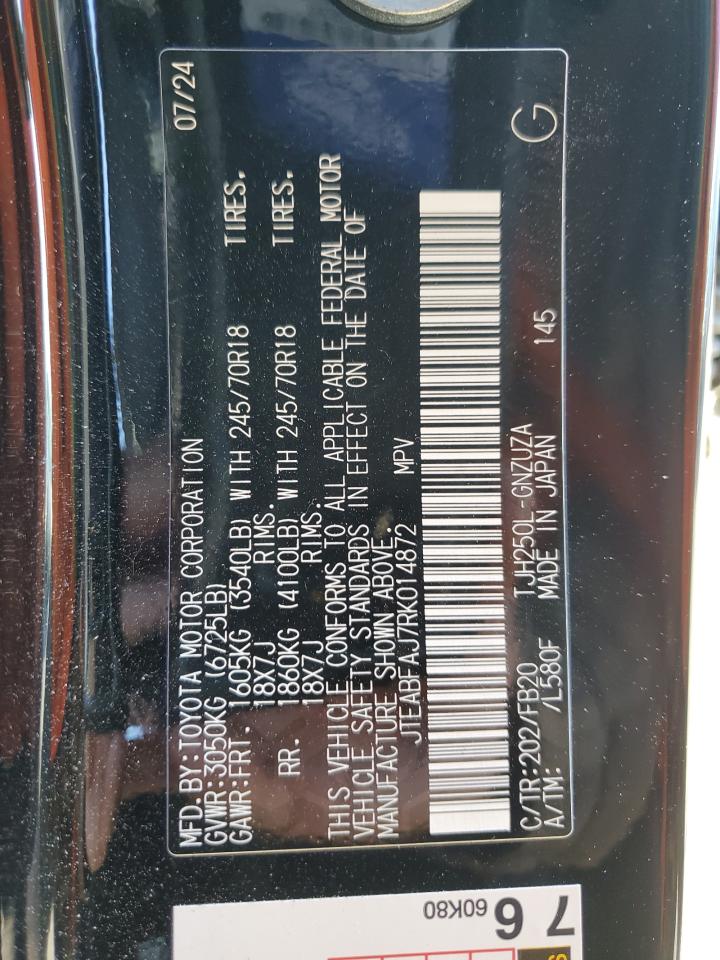 MFD.BY:TOYOTA MOTOR CORPORATION 07/24
GVWR:3050KG (6725LB)
GAWR:FRT. 1605KG (3540LB) WITH 245/70R18 TIRES.
18X7J RIMS.
RR. 1860KG (4100LB) WITH 245/70R18 TIRES.
18X7J RIMS.
THIS VEHICLE CONFORMS TO ALL APPLICABLE FEDERAL MOTOR
VEHICLE SAFETY STANDARDS IN EFFECT ON THE DATE OF
MANUFACTURE SHOWN ABOVE.
JTEABFAJ7RK014872 MPV
C/TR:202/FB20 TJH250L-GNZUZA G
A/TM: /L580F MADE IN JAPAN 145
7 6 60K80